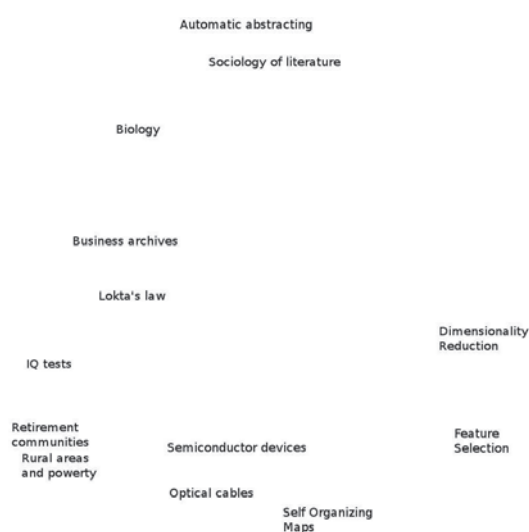 Automatic abstracting
Sociology of literature
Biology
Business archives
Lokta's law
Dimensionality
Reduction
IQ tests
Retirement
communities
Rural areas
and powerty
Semiconductor devices
Feature
Selection
Optical cables
Self Organizing
Maps